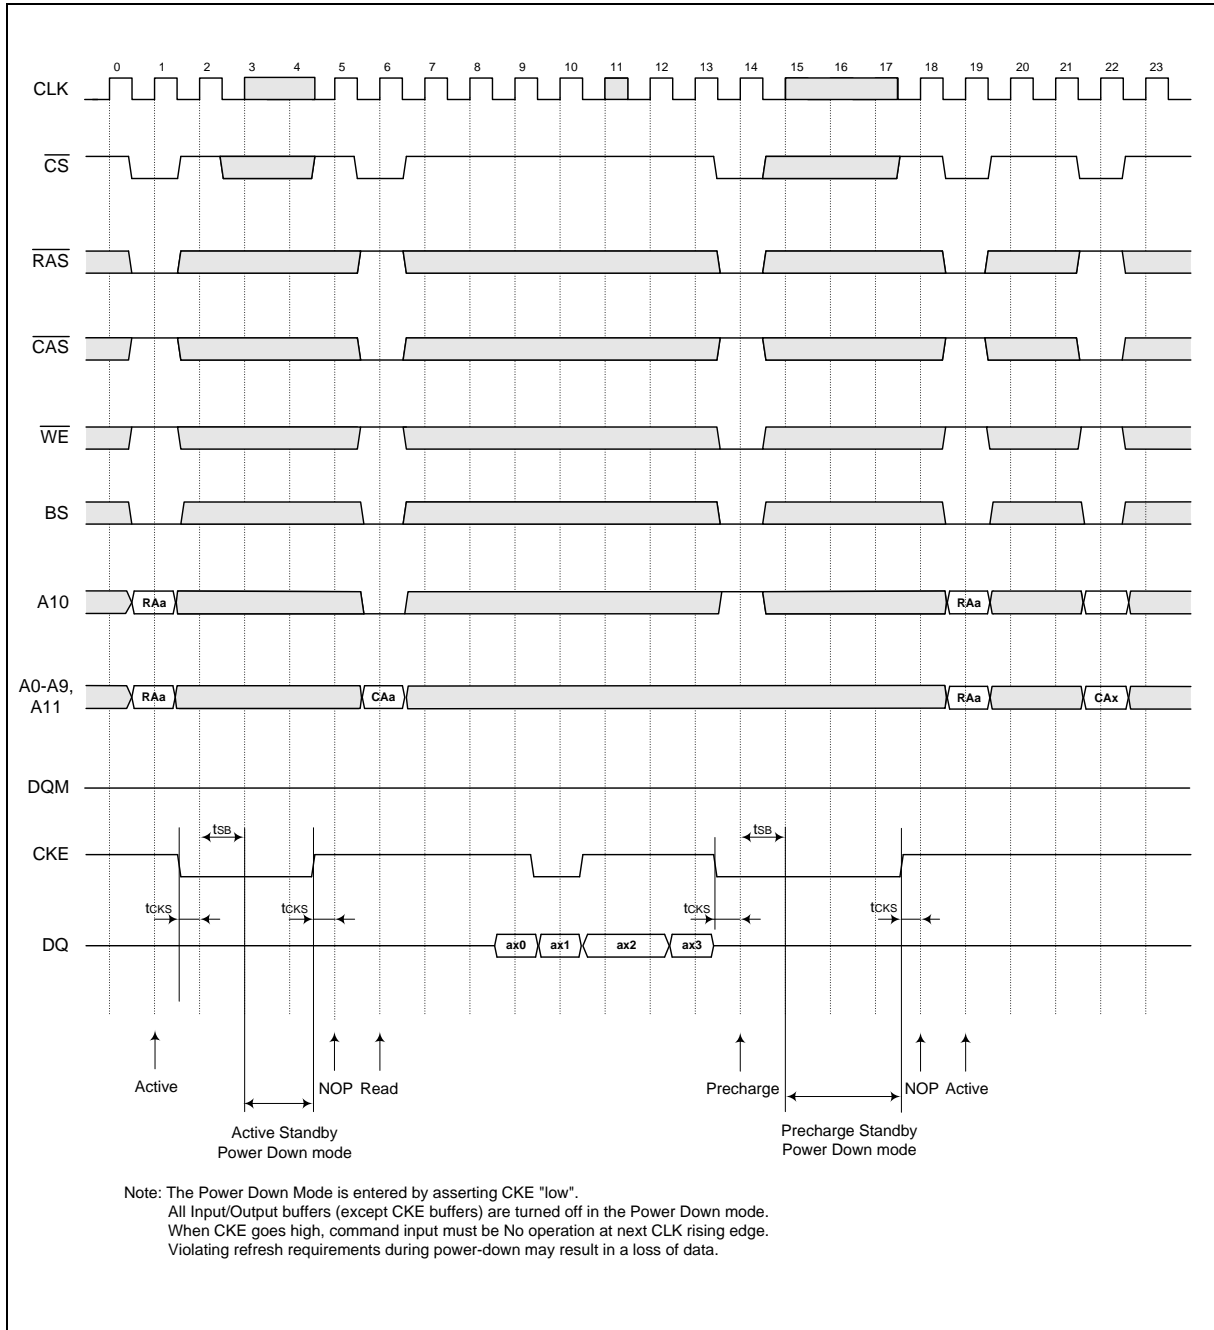 0 1 2 3 4 5 6 7 8 9 10 11 12 13 14 15 16 17 18 19 20 21 22 23
CLK
CS
RAS
CAS
WE
BS
A10 RAa RAa
A0-A9,
A11 RAa CAa RAa CAx
DQM
tSB tSB
CKE
tCKS tCKS tCKS tCKS
DQ ax0 ax1 ax2 ax3
Active NOP Read Precharge NOP Active
Active Standby
Power Down mode
Precharge Standby
Power Down mode
Note: The Power Down Mode is entered by asserting CKE "low".
All Input/Output buffers (except CKE buffers) are turned off in the Power Down mode.
When CKE goes high, command input must be No operation at next CLK rising edge.
Violating refresh requirements during power-down may result in a loss of data.